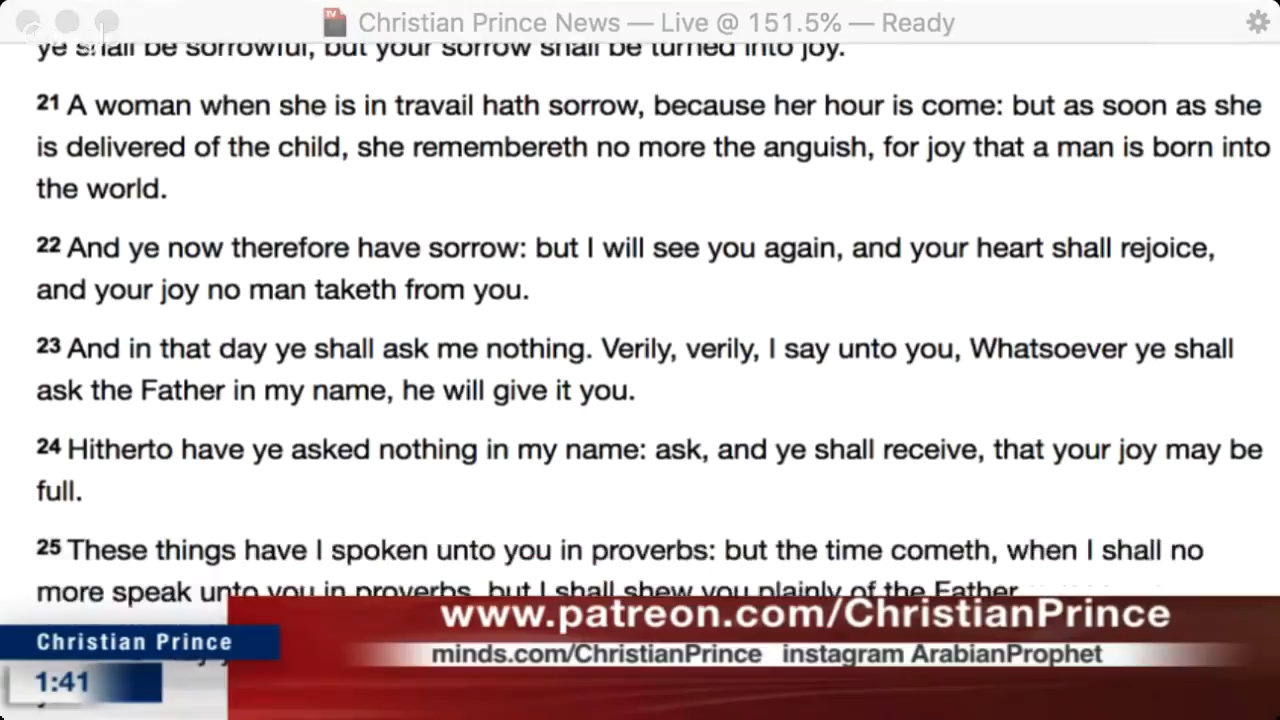 Christian Prince News — Live @ 151.5% — Ready
ye shall be sorrowful, but your sorrow shall be turned into joy.
21 A woman when she is in travail hath sorrow, because her hour is come: but as soon as she
is delivered of the child, she remembereth no more the anguish, for joy that a man is born into
the world.
22 And ye now therefore have sorrow: but I will see you again, and your heart shall rejoice,
and your joy no man taketh from you.
23 And in that day ye shall ask me nothing. Verily, verily, I say unto you, Whatsoever ye shall
ask the Father in my name, he will give it you.
24 Hitherto have ye asked nothing in my name: ask, and ye shall receive, that your joy may be
full.
25 These things have I spoken unto you in proverbs: but the time cometh, when I shall no
more speak unto you in proverbs, but I shall shew you plainly of the Father.
www.patreon.com/ChristianPrince
Christian Prince
minds.com/ChristianPrince instagram ArabianProphet
1:41